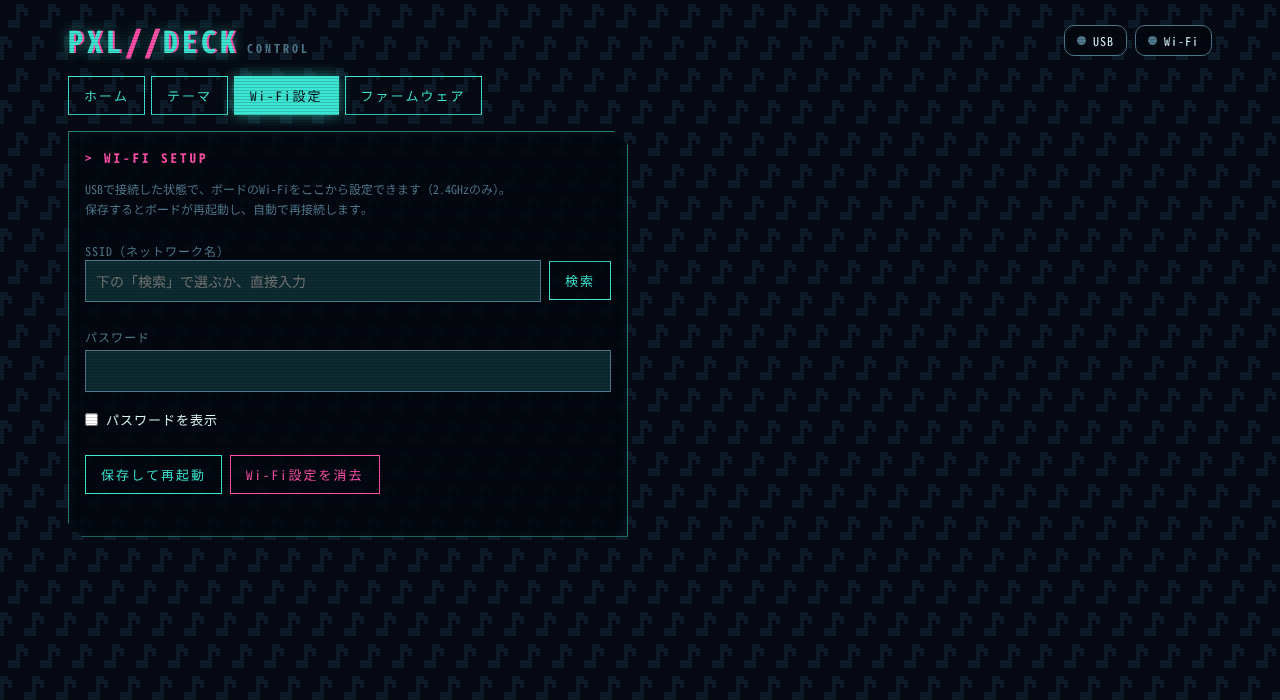 PXL//DECK CONTROL
USB
Wi-Fi
ホーム
テーマ
Wi-Fi設定
ファームウェア
> WI-FI SETUP
USBで接続した状態で、ボードのWi-Fiをここから設定できます（2.4GHzのみ）。
保存するとボードが再起動し、自動で再接続します。
SSID（ネットワーク名）
下の「検索」で選ぶか、直接入力
検索
パスワード
パスワードを表示
保存して再起動
Wi-Fi設定を消去